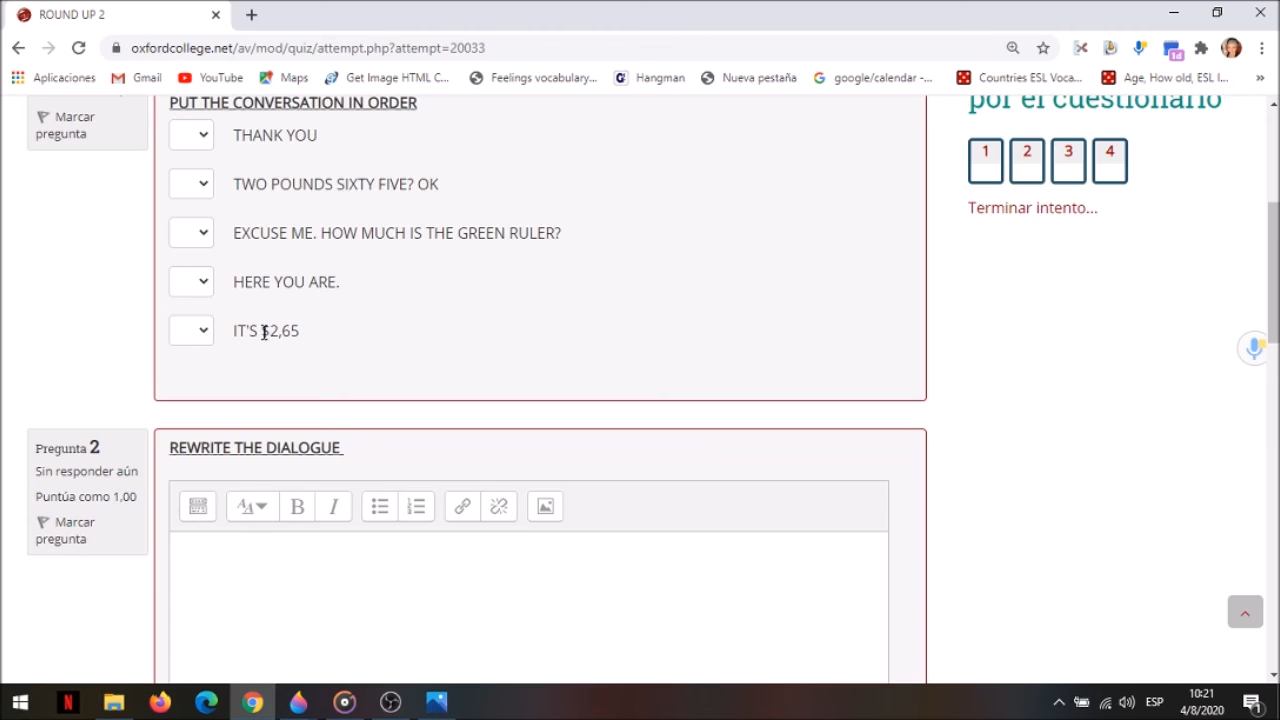 ROUND UP 2
oxfordcollege.net/av/mod/quiz/attempt.php?attempt=20033
Aplicaciones Gmail YouTube Maps Get Image HTML C... Feelings vocabulary... Hangman Nueva pestaña google/calendar -... Countries ESL Voca... Age, How old, ESL I... »
1d
Marcar pregunta
PUT THE CONVERSATION IN ORDER
THANK YOU
TWO POUNDS SIXTY FIVE? OK
EXCUSE ME. HOW MUCH IS THE GREEN RULER?
HERE YOU ARE.
IT'S $2,65
por el cuestionario
1 2 3 4
Terminar intento...
Pregunta 2
Sin responder aún
Puntúa como 1,00
Marcar
pregunta
REWRITE THE DIALOGUE
B I
ESP
10:21
4/8/2020
1